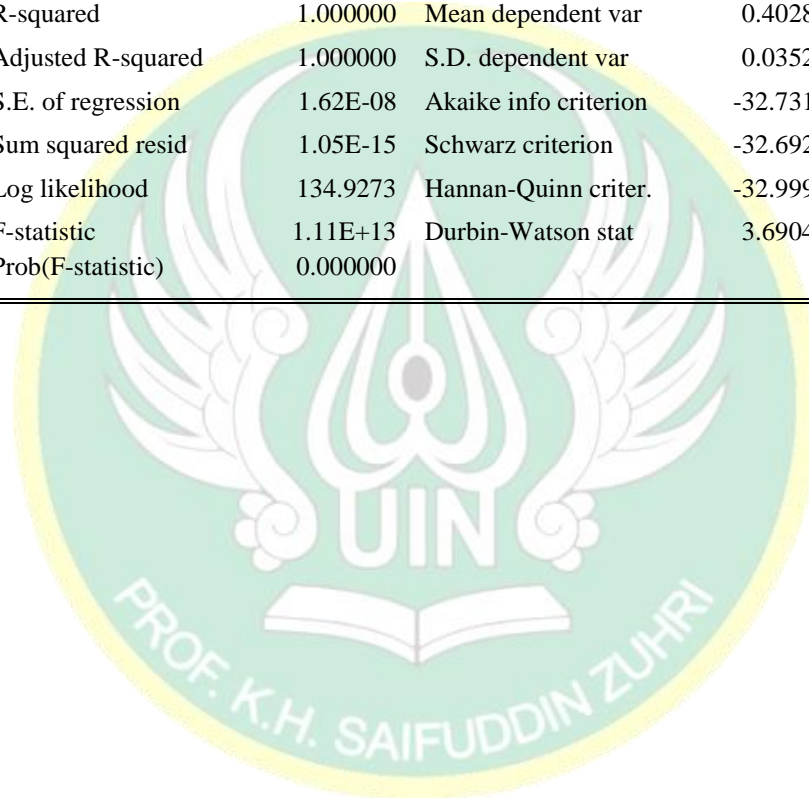 R-squared 1.000000 Mean dependent var 0.4028
Adjusted R-squared 1.000000 S.D. dependent var 0.0352
S.E. of regression 1.62E-08 Akaike info criterion -32.731
Sum squared resid 1.05E-15 Schwarz criterion -32.692
Log likelihood 134.9273 Hannan-Quinn criter. -32.999
F-statistic 1.11E+13 Durbin-Watson stat 3.6904
Prob(F-statistic) 0.000000
UIN
PROF. K.H. SAIFUDDIN ZUHRI